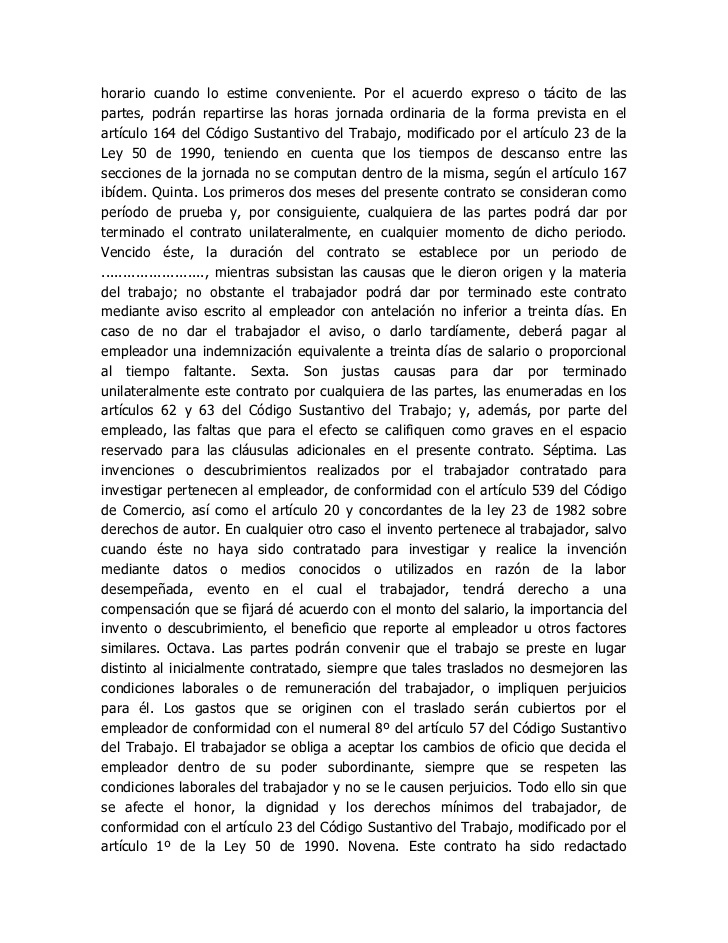 horario cuando lo estime conveniente. Por el acuerdo expreso o tácito de las
partes, podrán repartirse las horas jornada ordinaria de la forma prevista en el
artículo 164 del Código Sustantivo del Trabajo, modificado por el artículo 23 de la
Ley 50 de 1990, teniendo en cuenta que los tiempos de descanso entre las
secciones de la jornada no se computan dentro de la misma, según el artículo 167
ibídem. Quinta. Los primeros dos meses del presente contrato se consideran como
período de prueba y, por consiguiente, cualquiera de las partes podrá dar por
terminado el contrato unilateralmente, en cualquier momento de dicho periodo.
Vencido éste, la duración del contrato se establece por un periodo de
........................, mientras subsistan las causas que le dieron origen y la materia
del trabajo; no obstante el trabajador podrá dar por terminado este contrato
mediante aviso escrito al empleador con antelación no inferior a treinta días. En
caso de no dar el trabajador el aviso, o darlo tardíamente, deberá pagar al
empleador una indemnización equivalente a treinta días de salario o proporcional
al tiempo faltante. Sexta. Son justas causas para dar por terminado
unilateralmente este contrato por cualquiera de las partes, las enumeradas en los
artículos 62 y 63 del Código Sustantivo del Trabajo; y, además, por parte del
empleado, las faltas que para el efecto se califiquen como graves en el espacio
reservado para las cláusulas adicionales en el presente contrato. Séptima. Las
invenciones o descubrimientos realizados por el trabajador contratado para
investigar pertenecen al empleador, de conformidad con el artículo 539 del Código
de Comercio, así como el artículo 20 y concordantes de la ley 23 de 1982 sobre
derechos de autor. En cualquier otro caso el invento pertenece al trabajador, salvo
cuando éste no haya sido contratado para investigar y realice la invención
mediante datos o medios conocidos o utilizados en razón de la labor
desempeñada, evento en el cual el trabajador, tendrá derecho a una
compensación que se fijará dé acuerdo con el monto del salario, la importancia del
invento o descubrimiento, el beneficio que reporte al empleador u otros factores
similares. Octava. Las partes podrán convenir que el trabajo se preste en lugar
distinto al inicialmente contratado, siempre que tales traslados no desmejoren las
condiciones laborales o de remuneración del trabajador, o impliquen perjuicios
para él. Los gastos que se originen con el traslado serán cubiertos por el
empleador de conformidad con el numeral 8º del artículo 57 del Código Sustantivo
del Trabajo. El trabajador se obliga a aceptar los cambios de oficio que decida el
empleador dentro de su poder subordinante, siempre que se respeten las
condiciones laborales del trabajador y no se le causen perjuicios. Todo ello sin que
se afecte el honor, la dignidad y los derechos mínimos del trabajador, de
conformidad con el artículo 23 del Código Sustantivo del Trabajo, modificado por el
artículo 1º de la Ley 50 de 1990. Novena. Este contrato ha sido redactado